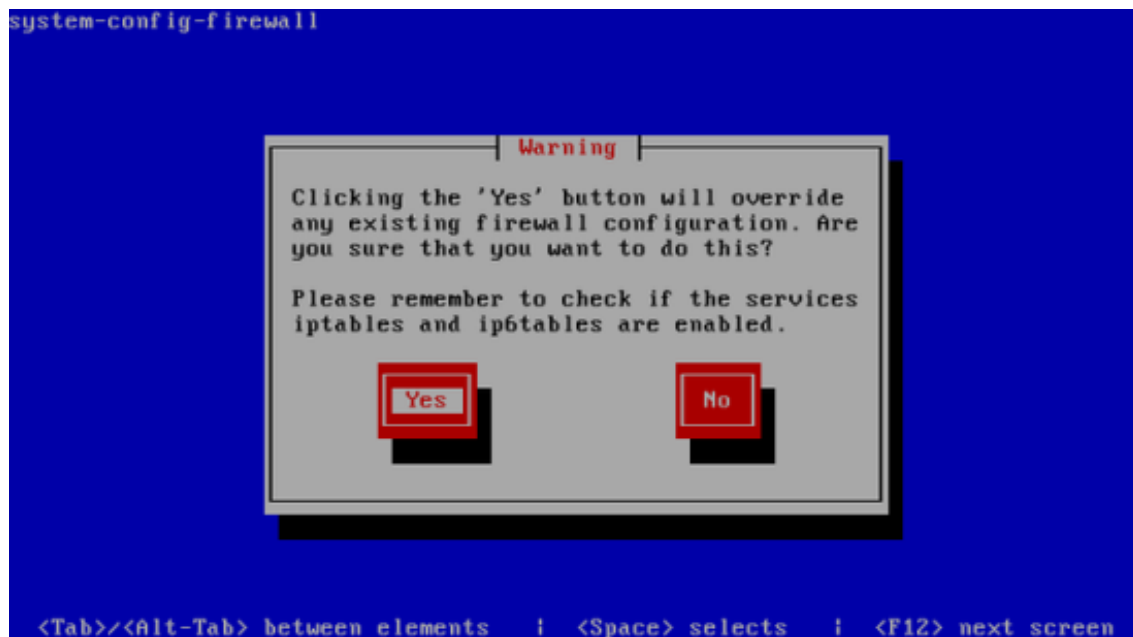 system-config-firewall
Warning
Clicking the 'Yes' button will override
any existing firewall configuration. Are
you sure that you want to do this?
Please remember to check if the services
iptables and ip6tables are enabled.
Yes No
<Tab>/<Alt-Tab> between elements | <Space> selects | <F12> next screen